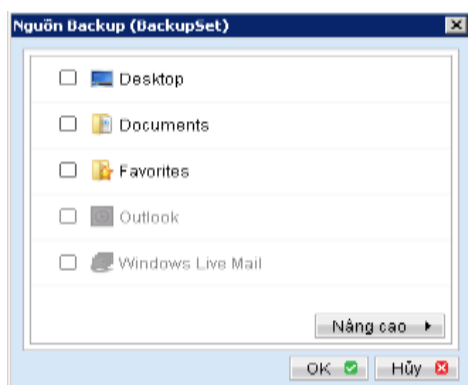 Nguồn Backup (BackupSet)
Desktop
Documents
Favorites
Outlook
Windows Live Mail
Nâng cao
OK Hủy